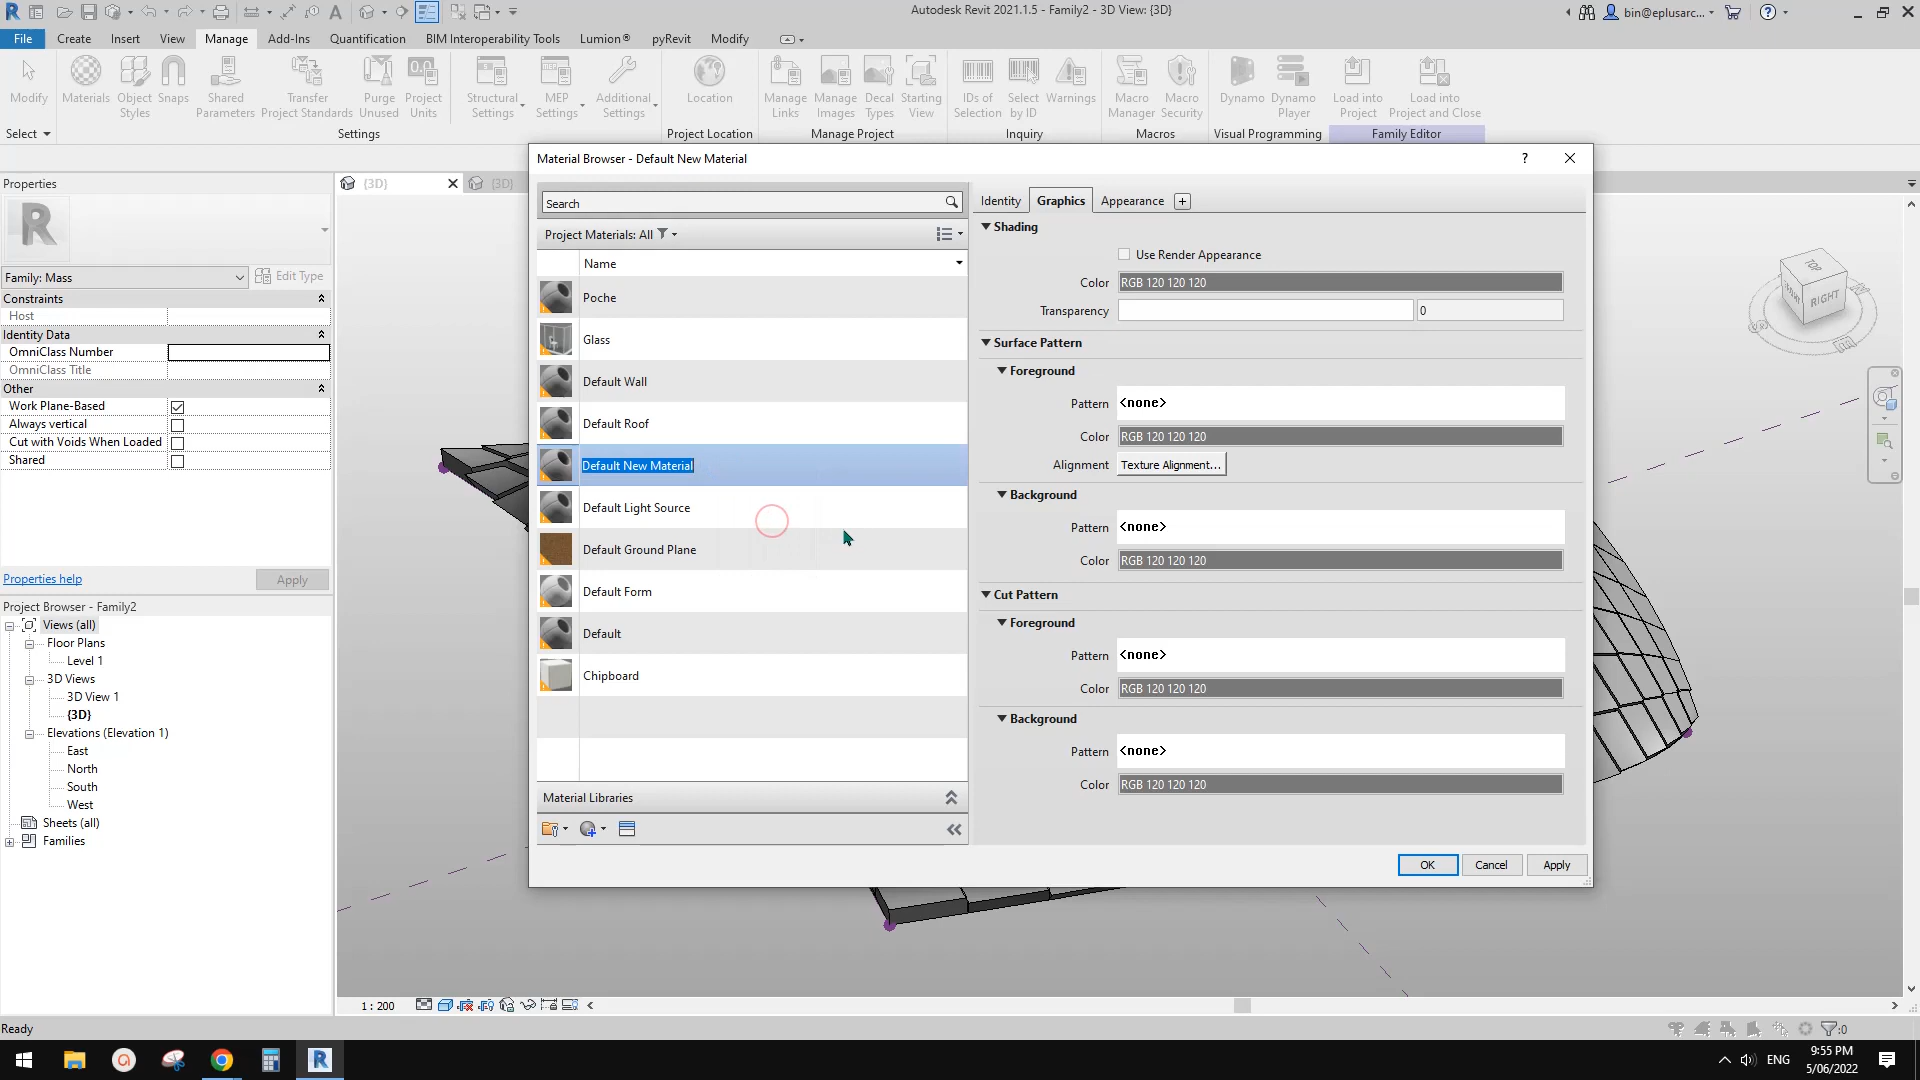 Autodesk Revit 2021.1.5 - Family2 - 3D View: {3D}
bin@eplusarc...
File Create Insert View Manage Add-Ins Quantification BIM Interoperability Tools Lumion® pyRevit Modify
Modify Materials Object Styles Snaps Shared Parameters Transfer Project Standards Purge Unused Project Units Structural Settings MEP Settings Additional Settings Location Manage Links Manage Images Decal Types Starting View IDs of Selection Select by ID Warnings Macro Manager Macro Security Dynamo Dynamo Player Load into Project Load into Project and Close
Select Settings Project Location Manage Project Inquiry Macros Visual Programming Family Editor
Properties
{3D}
{3D}
Family: Mass
Edit Type
Constraints
Host
Identity Data
OmniClass Number
OmniClass Title
Other
Work Plane-Based
Always vertical
Cut with Voids When Loaded
Shared
Properties help
Apply
Project Browser - Family2
Views (all)
Floor Plans
Level 1
3D Views
3D View 1
{3D}
Elevations (Elevation 1)
East
North
South
West
Sheets (all)
Families
Material Browser - Default New Material
?
Search
Project Materials: All
Name
Poche
Glass
Default Wall
Default Roof
Default New Material
Default Light Source
Default Ground Plane
Default Form
Default
Chipboard
Material Libraries
Identity Graphics Appearance
Shading
Use Render Appearance
Color RGB 120 120 120
Transparency 0
Surface Pattern
Foreground
Pattern <none>
Color RGB 120 120 120
Alignment Texture Alignment...
Background
Pattern <none>
Color RGB 120 120 120
Cut Pattern
Foreground
Pattern <none>
Color RGB 120 120 120
Background
Pattern <none>
Color RGB 120 120 120
OK Cancel Apply
TOP
RIGHT
1 : 200
Ready
:0
ENG
9:55 PM
5/06/2022